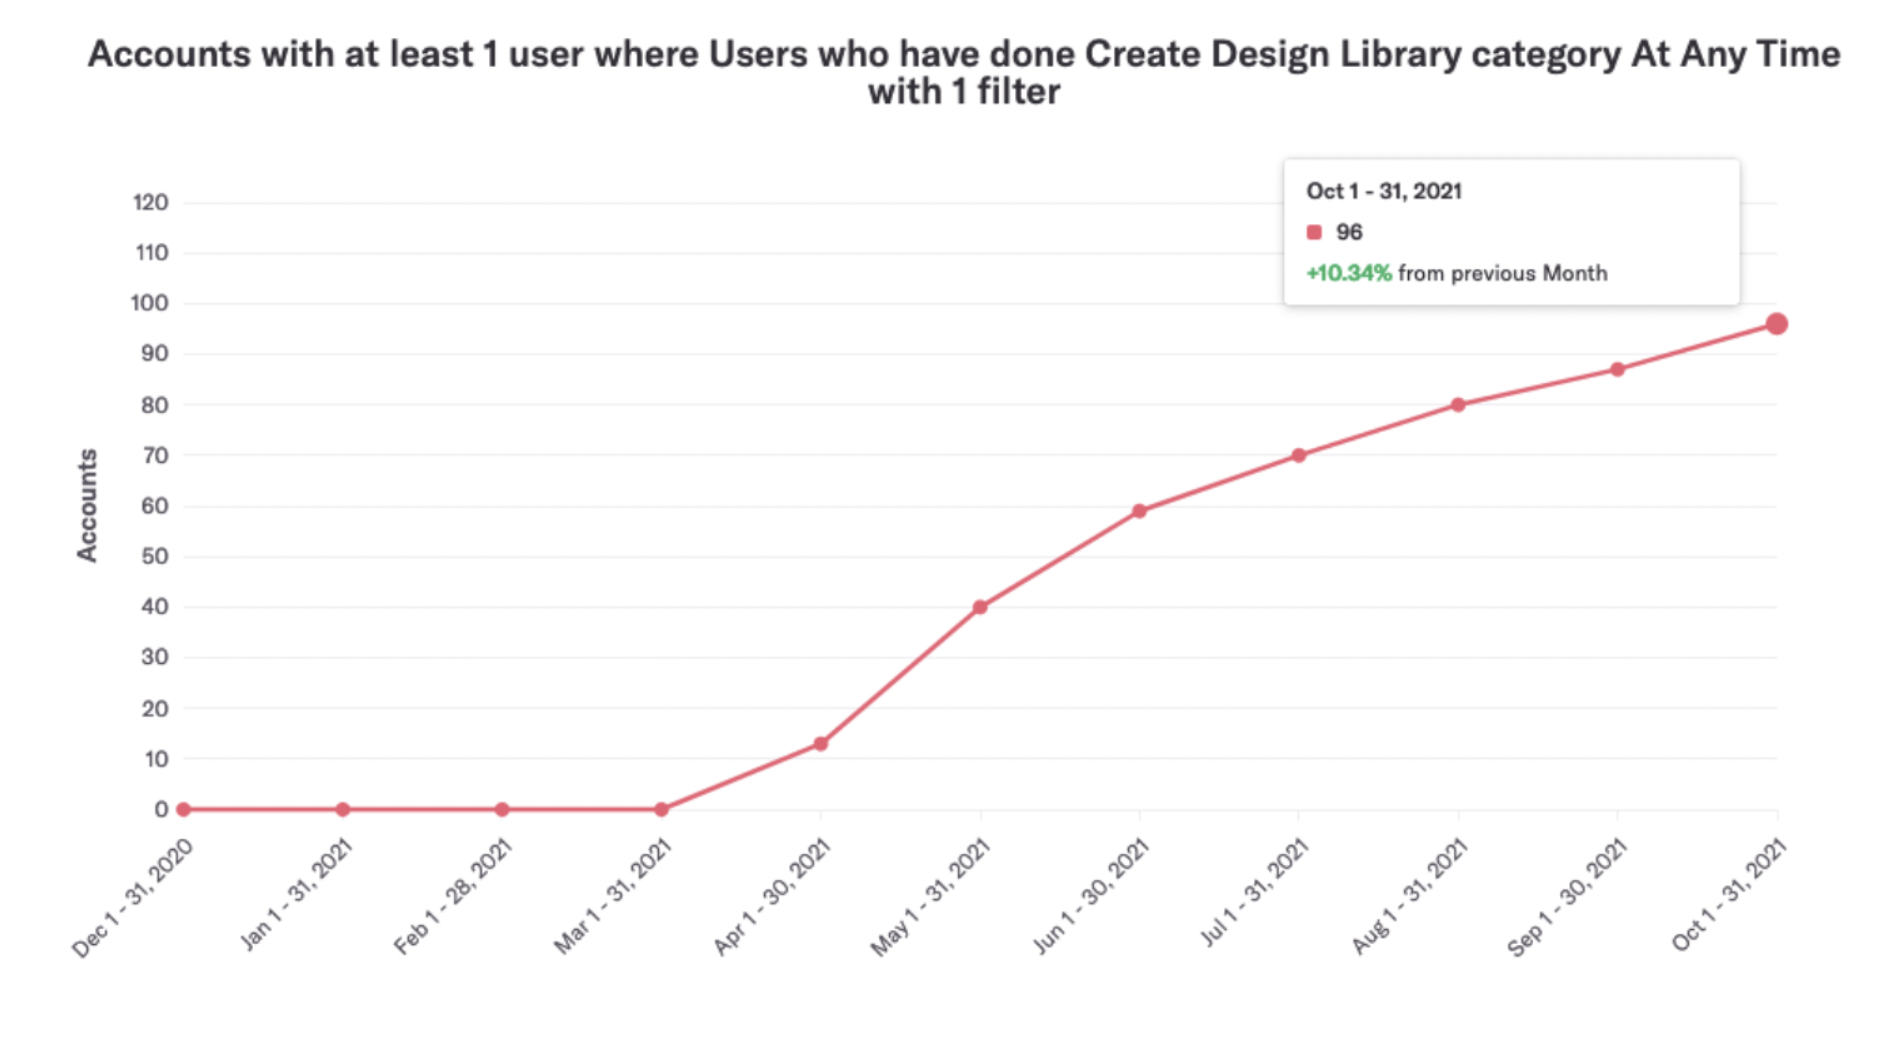 Accounts with at least 1 user where Users who have done Create Design Library category At Any Time
with 1 filter
Oct 1 - 31, 2021
96
+10.34% from previous Month
120
110
100
90
80
70
60
50
40
30
20
10
0
Accounts
Dec 1 - 31, 2020
Jan 1 - 31, 2021
Feb 1 - 28, 2021
Mar 1 - 31, 2021
Apr 1 - 30, 2021
May 1 - 31, 2021
Jun 1 - 30, 2021
Jul 1 - 31, 2021
Aug 1 - 31, 2021
Sep 1 - 30, 2021
Oct 1 - 31, 2021